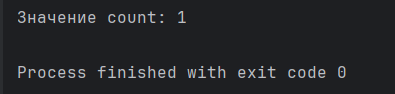 Значение count: 1
Process finished with exit code 0